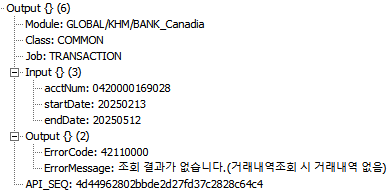 Output {} (6)
Module: GLOBAL/KHM/BANK_Canadia
Class: COMMON
Job: TRANSACTION
Input {} (3)
acctNum: 0420000169028
startDate: 20250213
endDate: 20250512
Output {} (2)
ErrorCode: 42110000
ErrorMessage: 조회 결과가 없습니다.(거래내역조회 시 거래내역 없음)
API_SEQ: 4d44962802bbde2d27fd37c2828c64c4